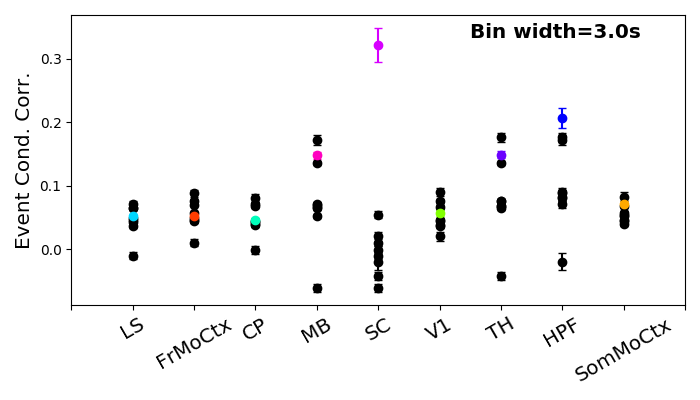 Bin width=3.0s
Event Cond. Corr.
0.3
0.2
0.1
0.0
LS
FrMoCtx
CP
MB
SC
V1
TH
HPF
SomMoCtx